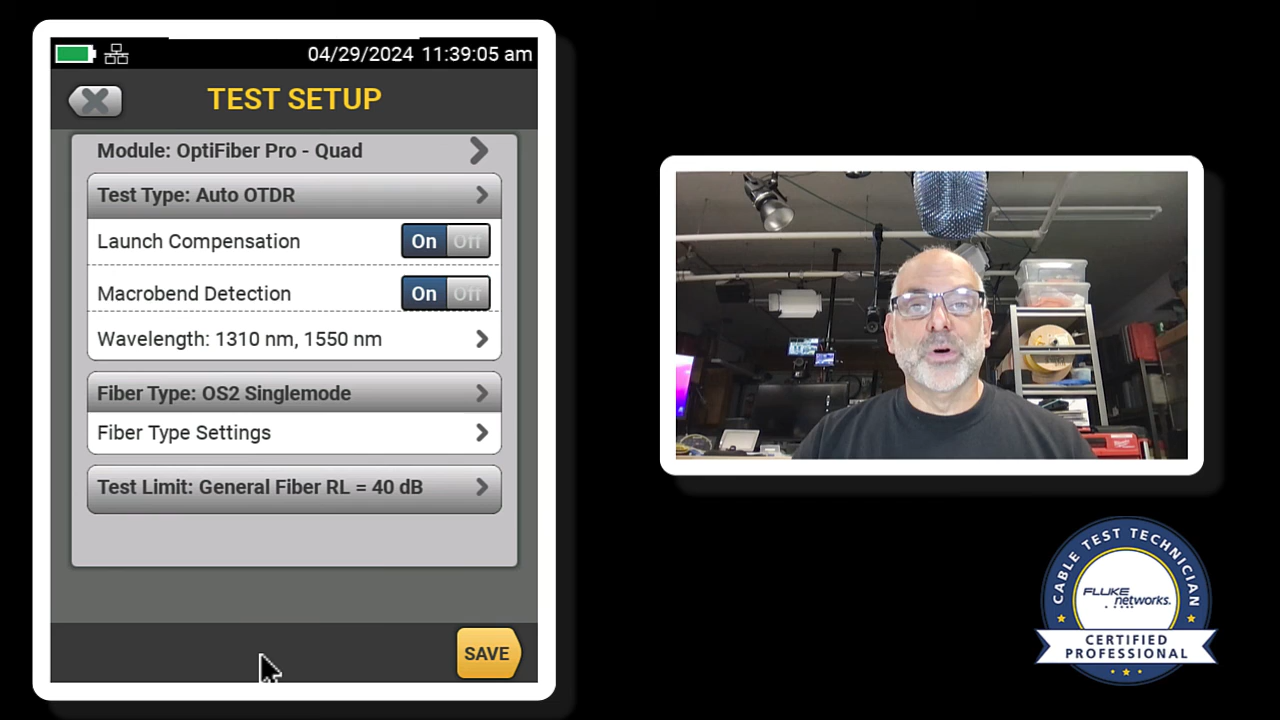 04/29/2024 11:39:05 am
TEST SETUP
Module: OptiFiber Pro - Quad
Test Type: Auto OTDR
Launch Compensation On Off
Macrobend Detection On Off
Wavelength: 1310 nm, 1550 nm
Fiber Type: OS2 Singlemode
Fiber Type Settings
Test Limit: General Fiber RL = 40 dB
SAVE
CABLE TEST TECHNICIAN
FLUKE
networks.
CERTIFIED
PROFESSIONAL